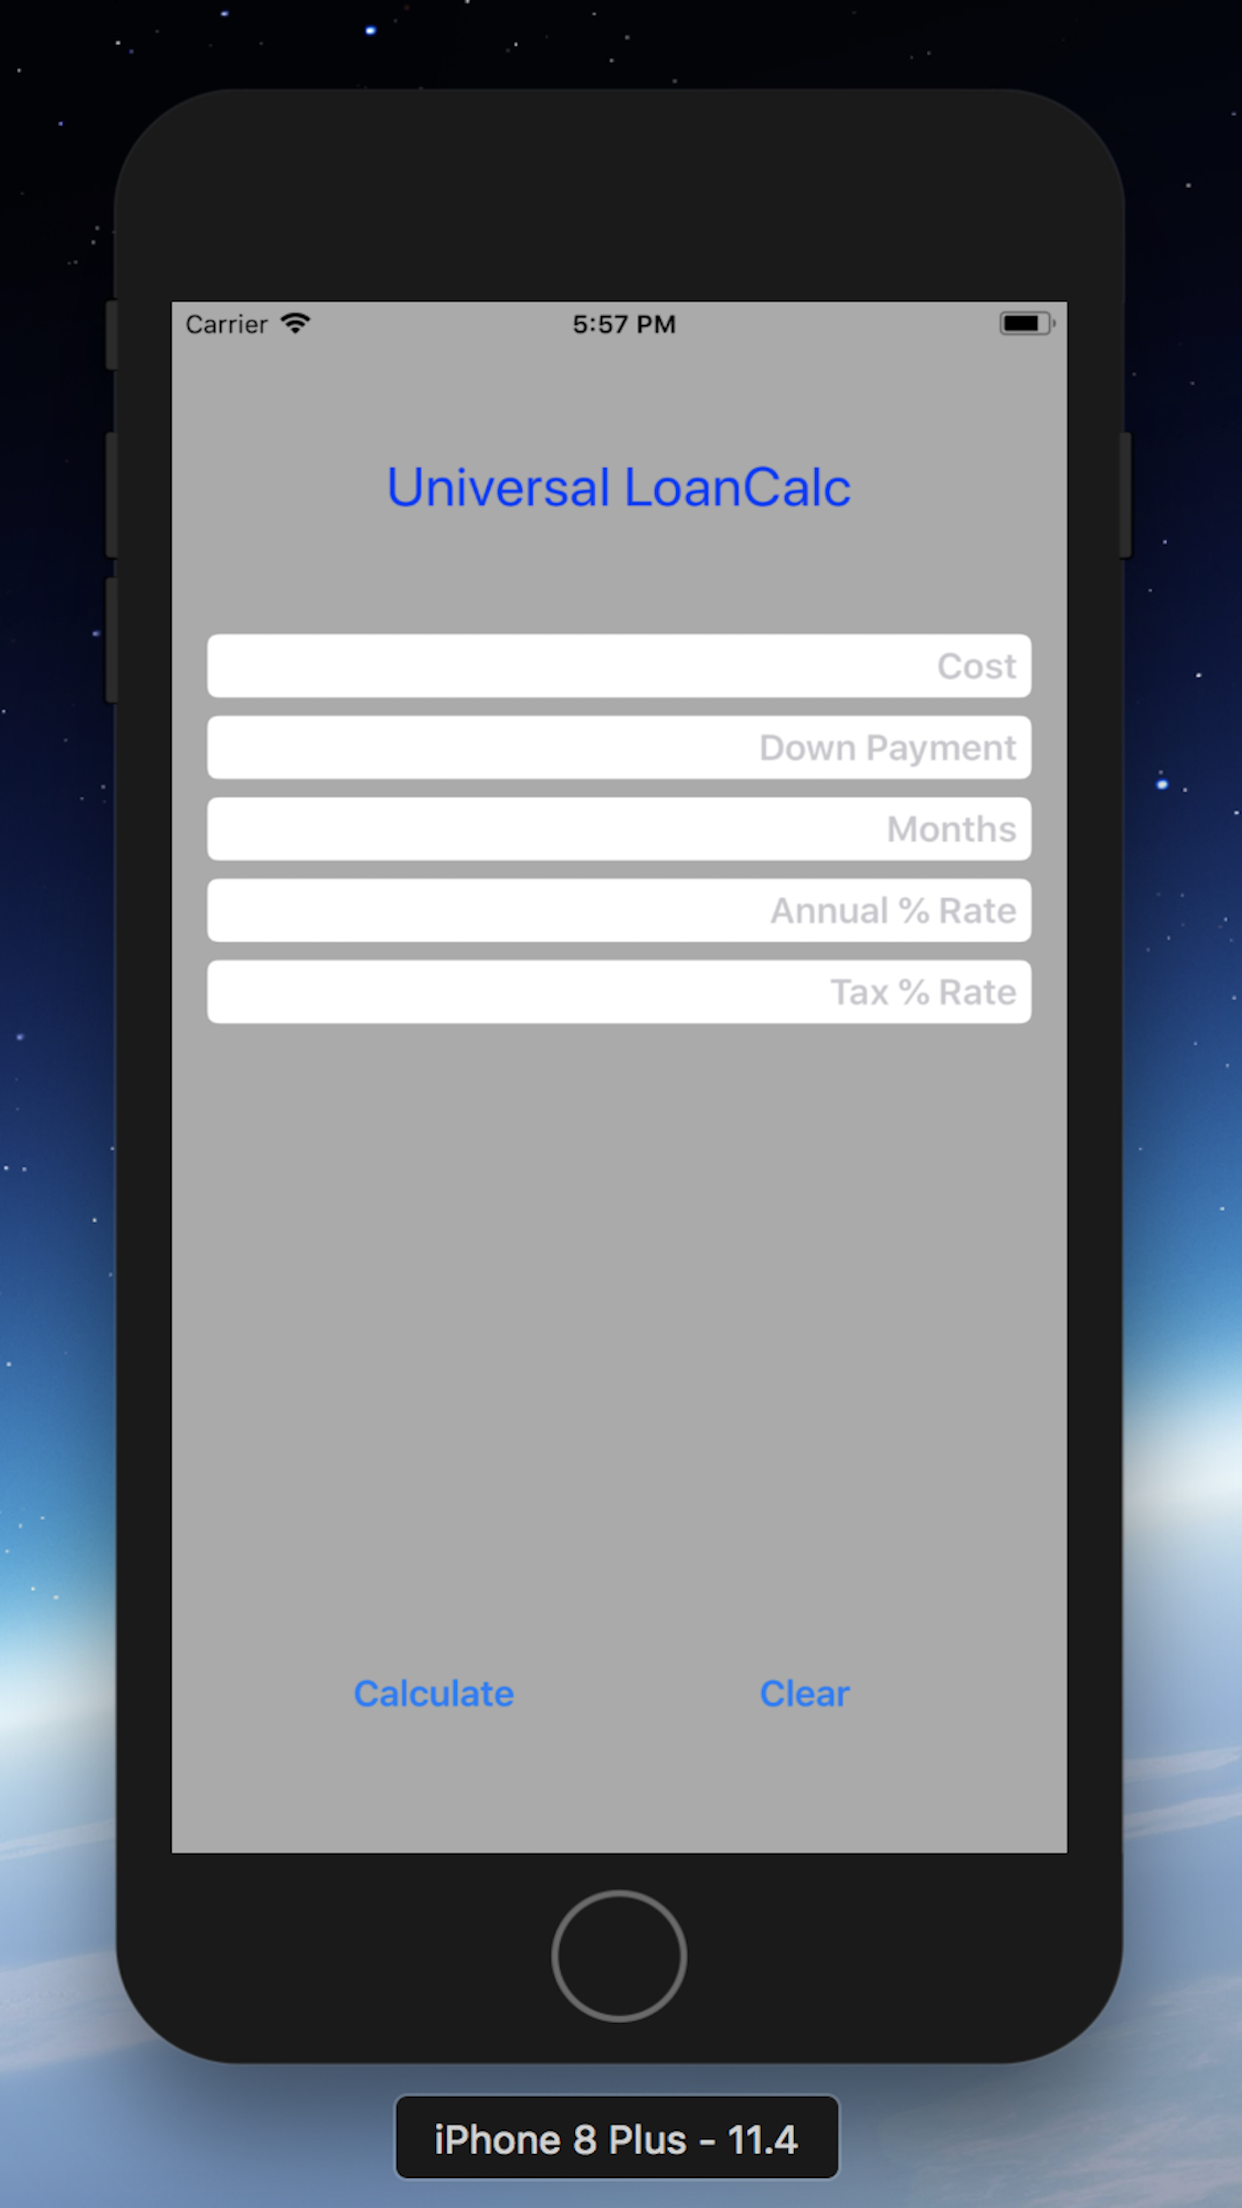 Carrier 5:57 PM
Universal LoanCalc
Cost
Down Payment
Months
Annual % Rate
Tax % Rate
Calculate Clear
iPhone 8 Plus - 11.4